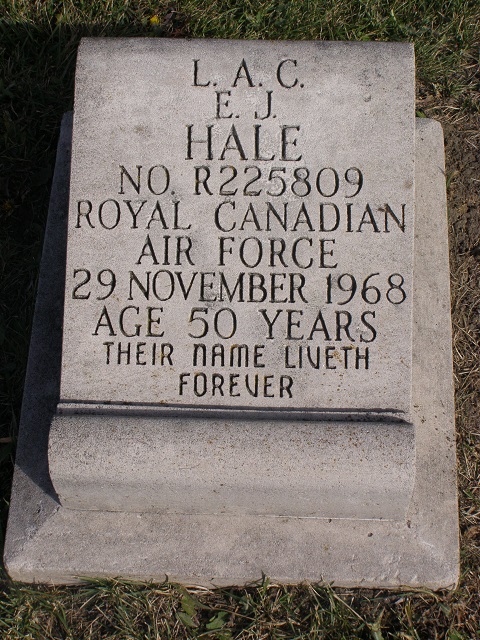 L. A. C.
E. J.
HALE
NO. R225809
ROYAL CANADIAN
AIR FORCE
29 NOVEMBER 1968
AGE 50 YEARS
THEIR NAME LIVETH
FOREVER